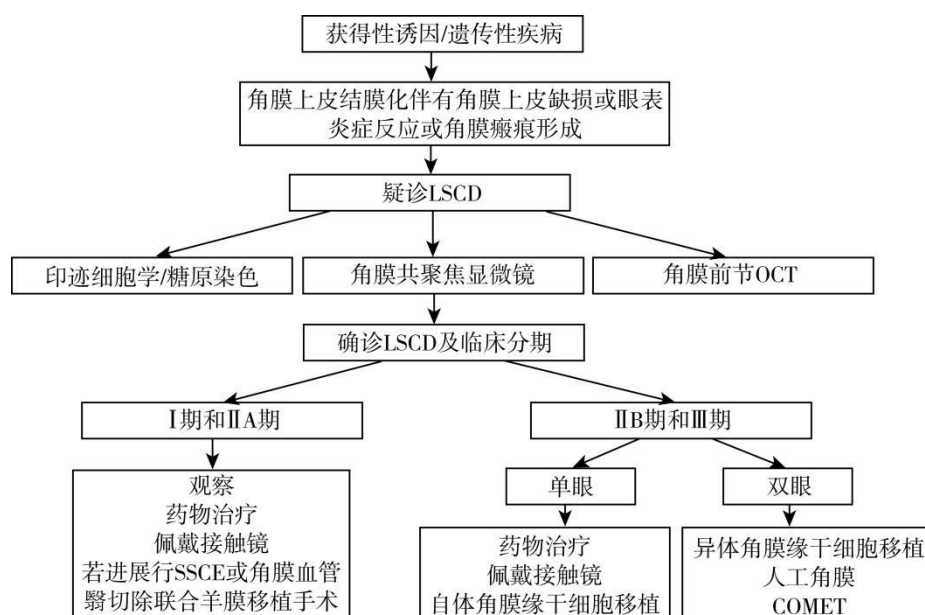 获得性诱因/遗传性疾病
角膜上皮结膜化伴有角膜上皮缺损或眼表
炎症反应或角膜瘢痕形成
疑诊LSCD
印迹细胞学/糖原染色
角膜共聚焦显微镜
角膜前节OCT
确诊LSCD及临床分期
Ⅰ期和ⅡA期
ⅡB期和Ⅲ期
观察
药物治疗
佩戴接触镜
若进展行SSCE或角膜血管
翳切除联合羊膜移植手术
单眼
双眼
药物治疗
佩戴接触镜
自体角膜缘干细胞移植
异体角膜缘干细胞移植
人工角膜
COMET